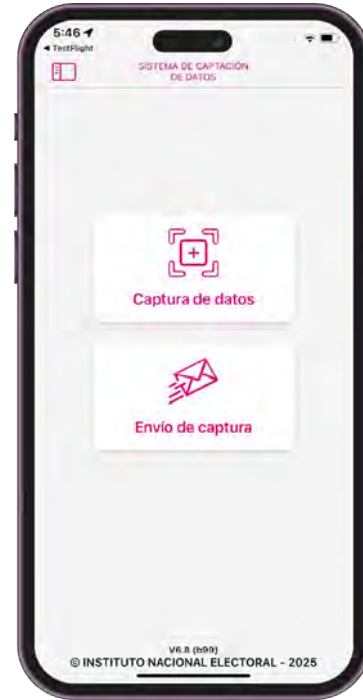 5:46
◀ TestFlight
SISTEMA DE CAPTACIÓN
DE DATOS
Captura de datos
Envío de captura
V6.8 (b99)
© INSTITUTO NACIONAL ELECTORAL - 2025